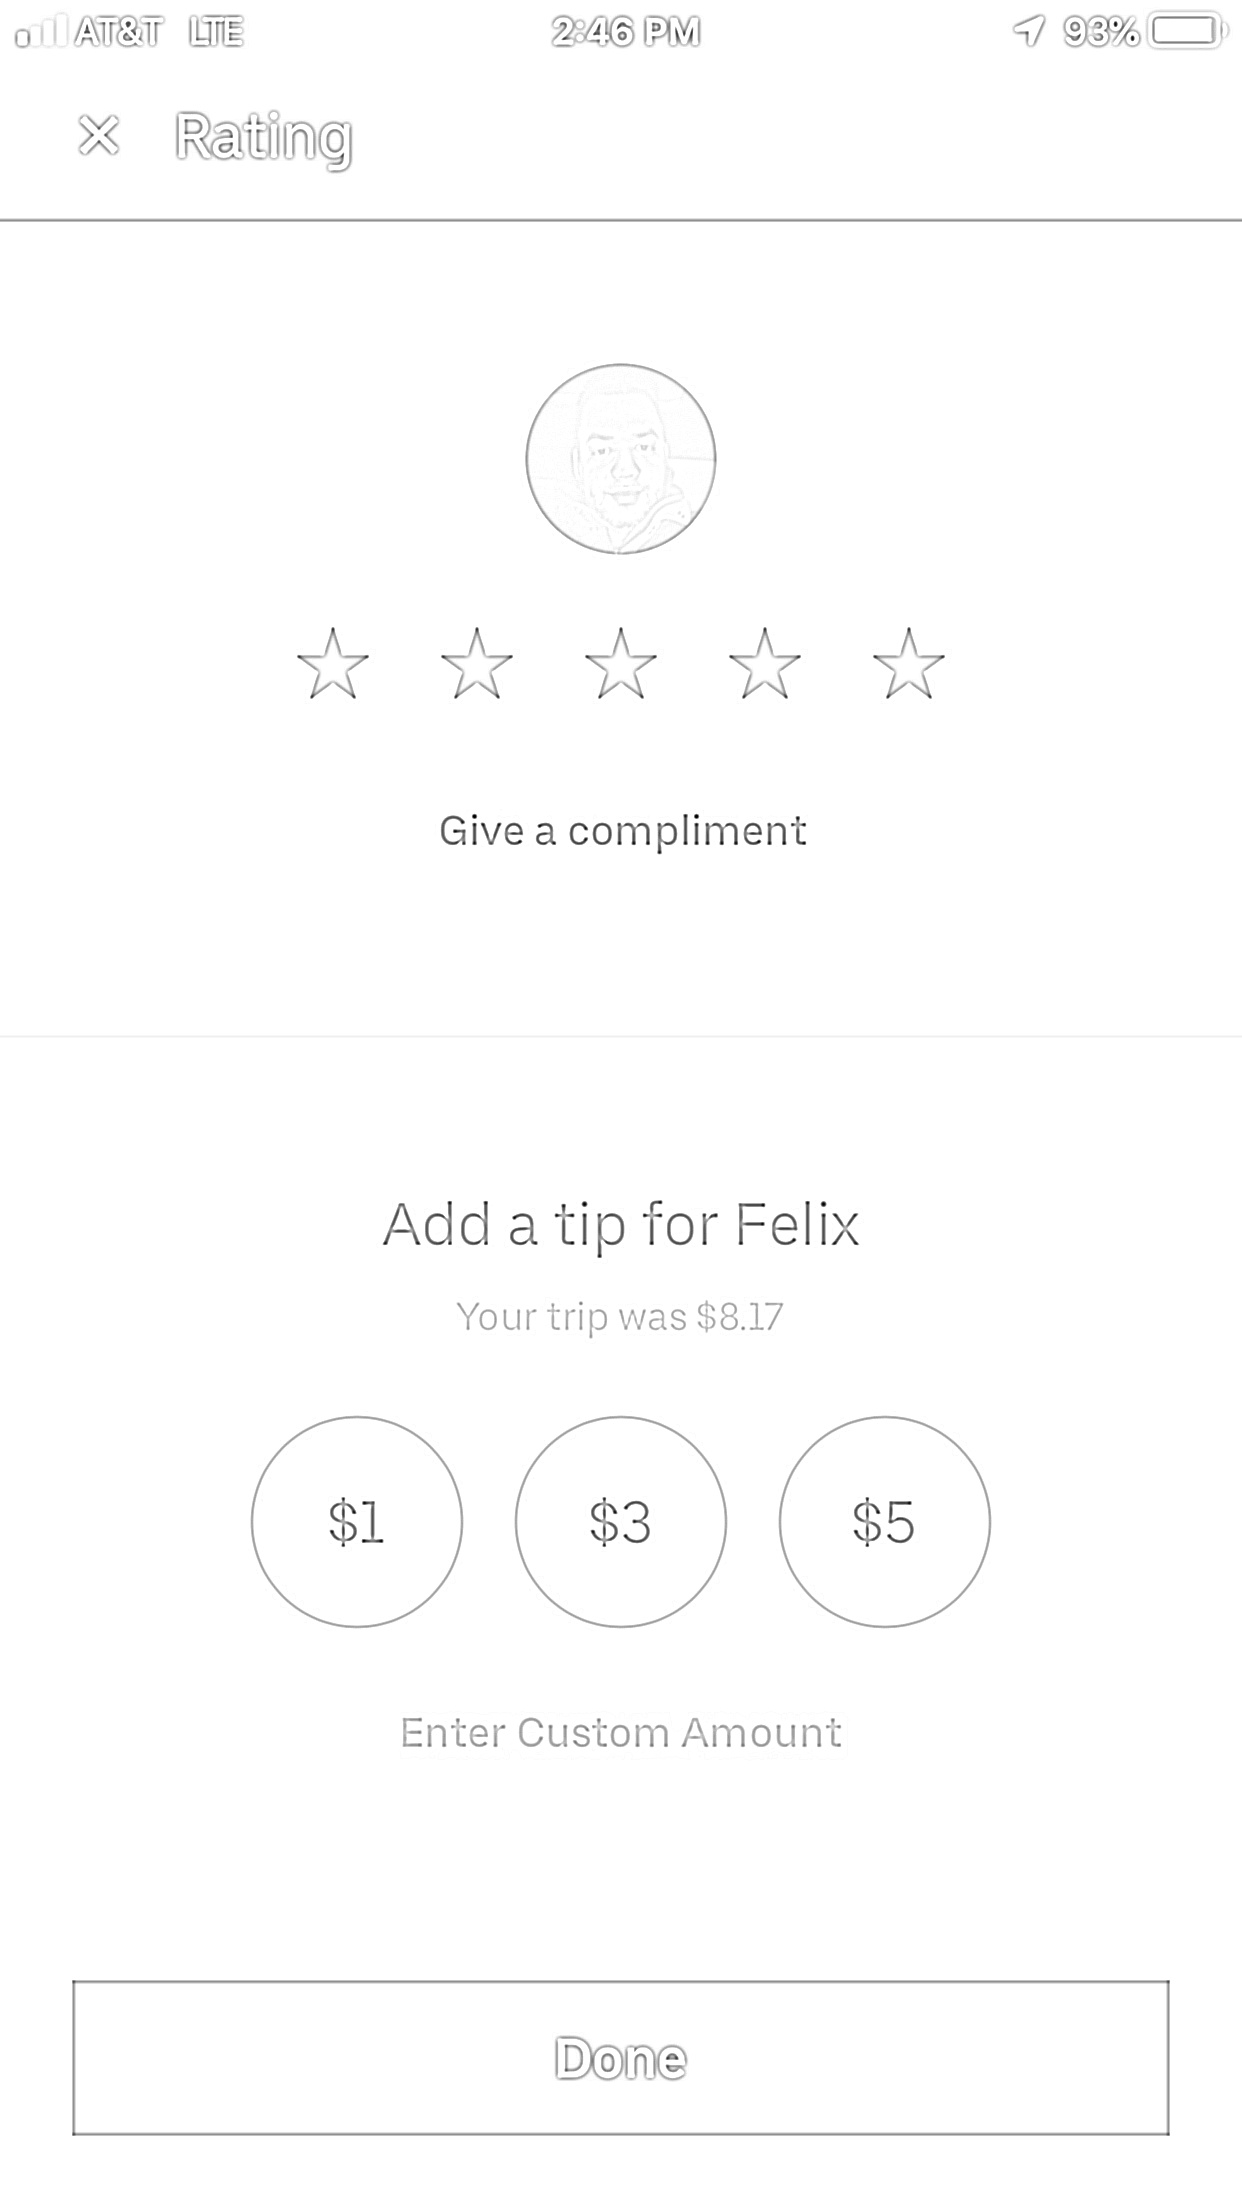 AT&T LTE 2:46 PM 93%
Rating
Give a compliment
Add a tip for Felix
Your trip was $8.17
$1 $3 $5
Enter Custom Amount
Done